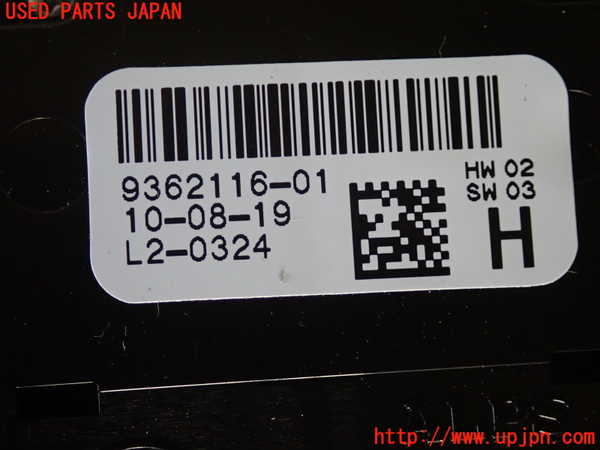 USED PARTS JAPAN
9362116-01
10-08-19
L2-0324
HW 02
SW 03
H
http://www.upjpn.com/